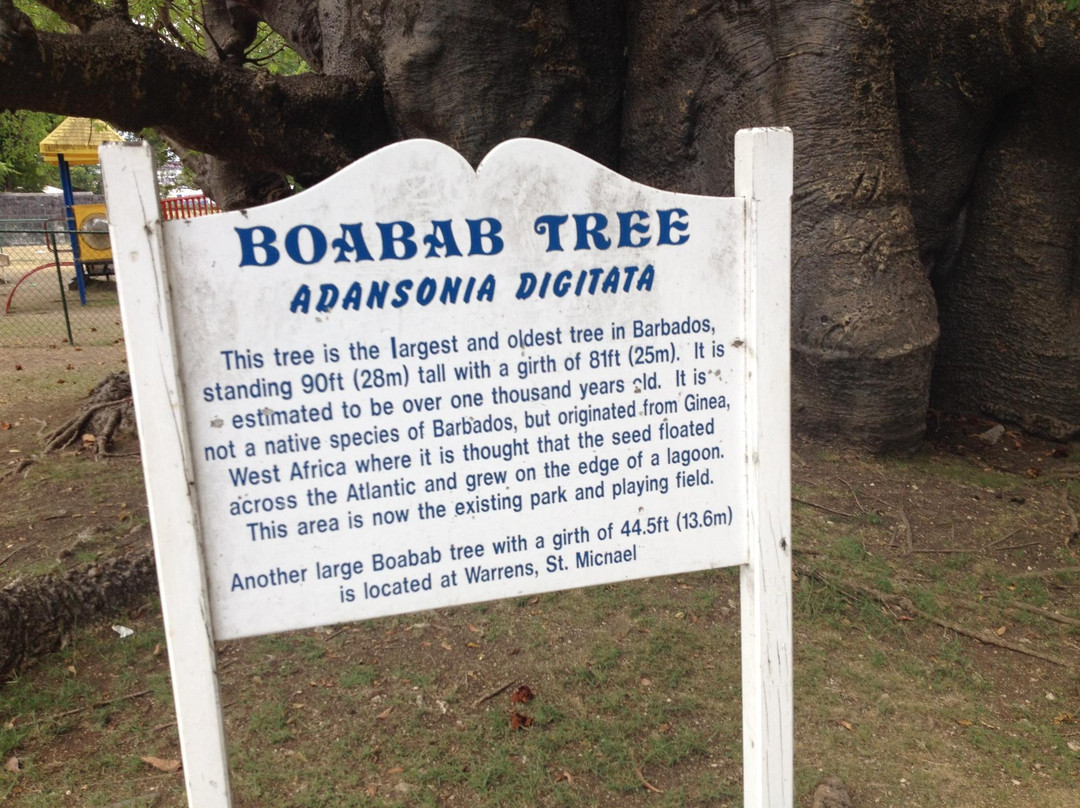 BOABAB TREE
ADANSONIA DIGITATA
This tree is the largest and oldest tree in Barbados,
standing 90ft (28m) tall with a girth of 81ft (25m). It is
estimated to be over one thousand years old. It is
not a native species of Barbados, but originated from Ginea,
West Africa where it is thought that the seed floated
across the Atlantic and grew on the edge of a lagoon.
This area is now the existing park and playing field.
Another large Boabab tree with a girth of 44.5ft (13.6m)
is located at Warrens, St. Micnael